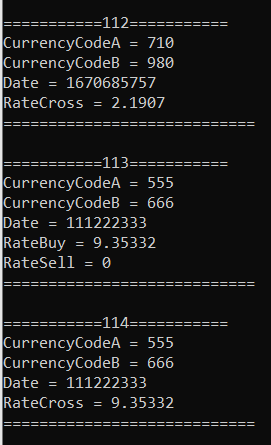 ===========112===========
CurrencyCodeA = 710
CurrencyCodeB = 980
Date = 1670685757
RateCross = 2.1907
============================
===========113===========
CurrencyCodeA = 555
CurrencyCodeB = 666
Date = 111222333
RateBuy = 9.35332
RateSell = 0
============================
===========114===========
CurrencyCodeA = 555
CurrencyCodeB = 666
Date = 111222333
RateCross = 9.35332
============================